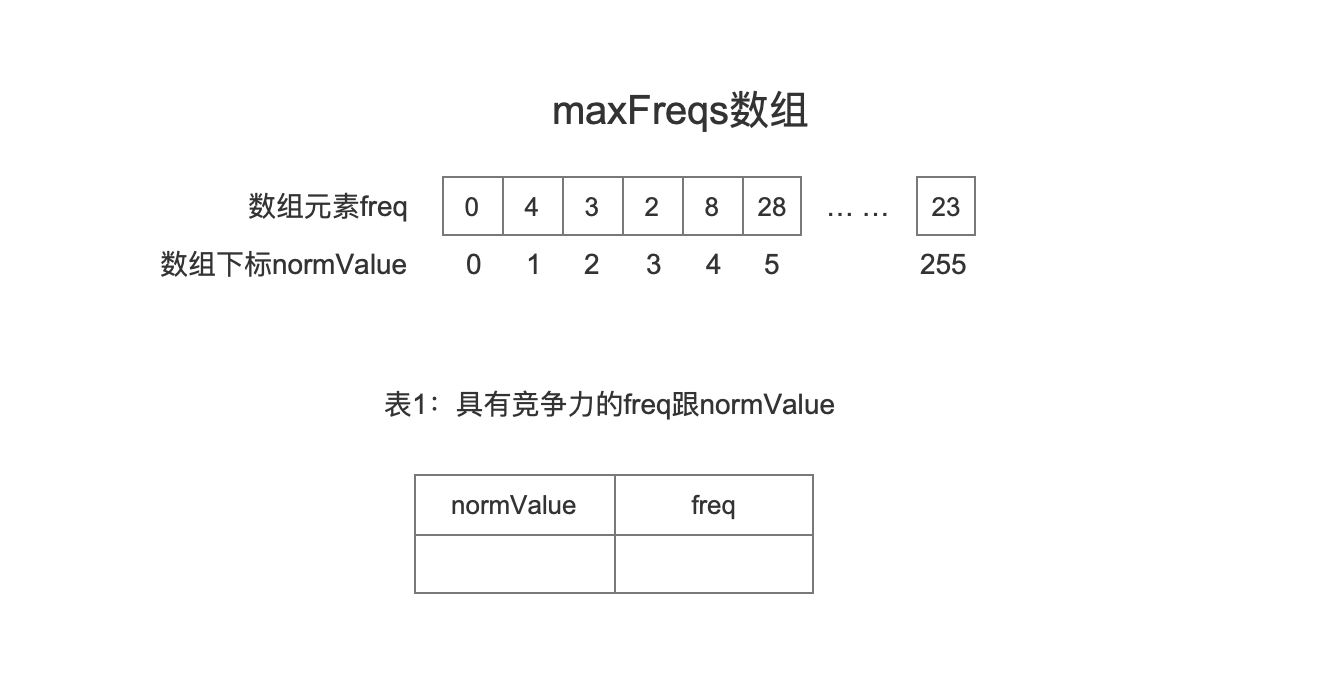 maxFreqs数组
数组元素freq 0 4 3 2 8 28 … … 23
数组下标normValue 0 1 2 3 4 5 255
表1：具有竞争力的freq跟normValue
normValue freq